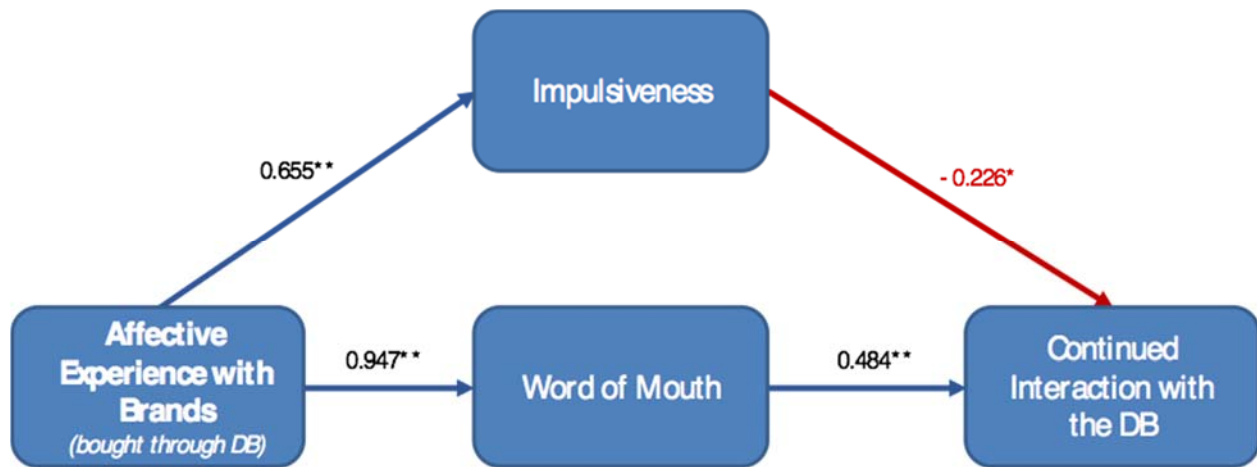 Impulsiveness
0.655**
- 0.226*
Affective
Experience with
Brands
(bought through DB)
0.947**
Word of Mouth
0.484**
Continued
Interaction with
the DB